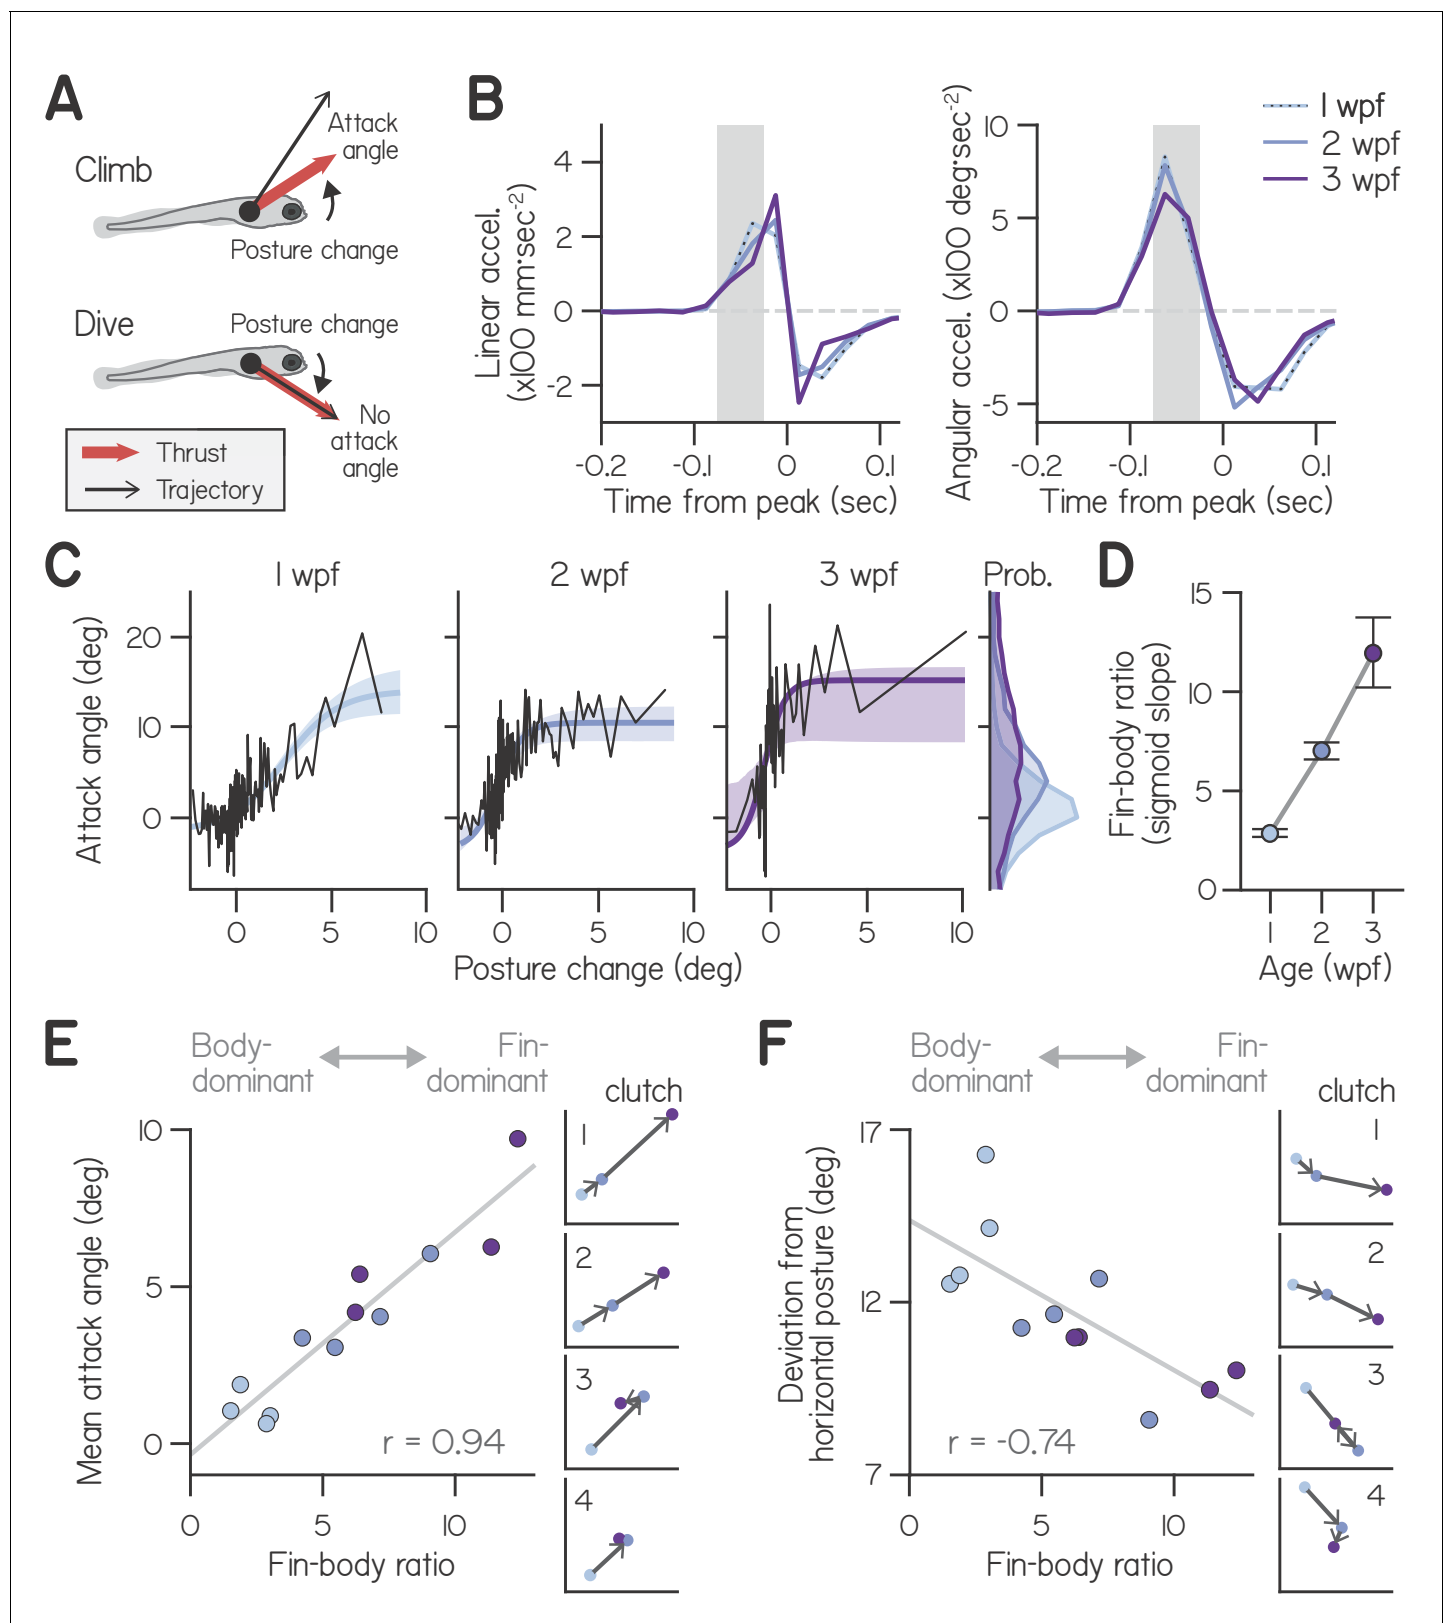 A
Climb
Attack
angle
Posture change
Dive
Posture change
No
attack
angle
Thrust
Trajectory
B
Linear accel.
(x100 mm·sec-2)
4
2
0
-2
-0.2
-0.1
0
0.1
Time from peak (sec)
Angular accel. (x100 deg·sec-2)
10
5
0
-5
-0.2
-0.1
0
0.1
Time from peak (sec)
1 wpf
2 wpf
3 wpf
C
1 wpf
2 wpf
3 wpf
Prob.
Attack angle (deg)
20
10
0
0
5
10
0
5
10
0
5
10
Posture change (deg)
D
Fin-body ratio
(sigmoid slope)
15
10
5
0
1
2
3
Age (wpf)
E
Body-
dominant
Fin-
dominant
Mean attack angle (deg)
10
5
0
r = 0.94
0
5
10
Fin-body ratio
clutch
1
2
3
4
F
Body-
dominant
Fin-
dominant
Deviation from
horizontal posture (deg)
17
12
7
r = -0.74
0
5
10
Fin-body ratio
clutch
1
2
3
4